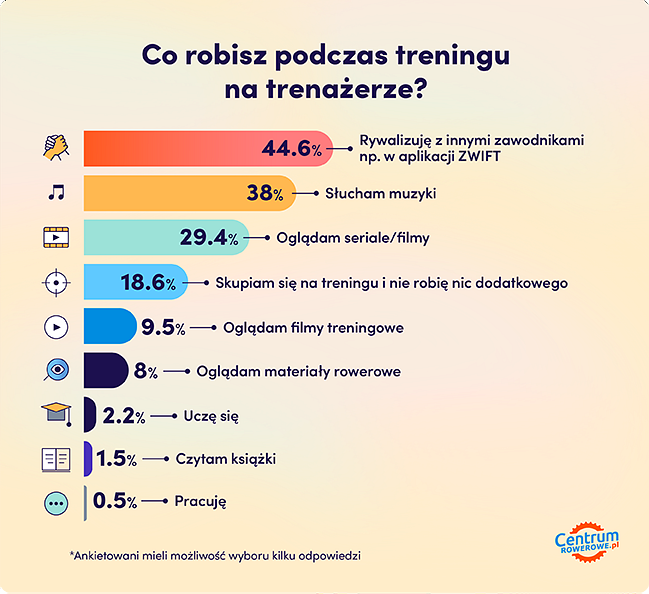 Co robisz podczas treningu
na trenażerze?
44.6% Rywalizuję z innymi zawodnikami
np. w aplikacji ZWIFT
38% Słucham muzyki
29.4% Oglądam seriale/filmy
18.6% Skupiam się na treningu i nie robię nic dodatkowego
9.5% Oglądam filmy treningowe
8% Oglądam materiały rowerowe
2.2% Uczę się
1.5% Czytam książki
0.5% Pracuję
*Ankietowani mieli możliwość wyboru kilku odpowiedzi
Centrum
ROWEROWE.pl